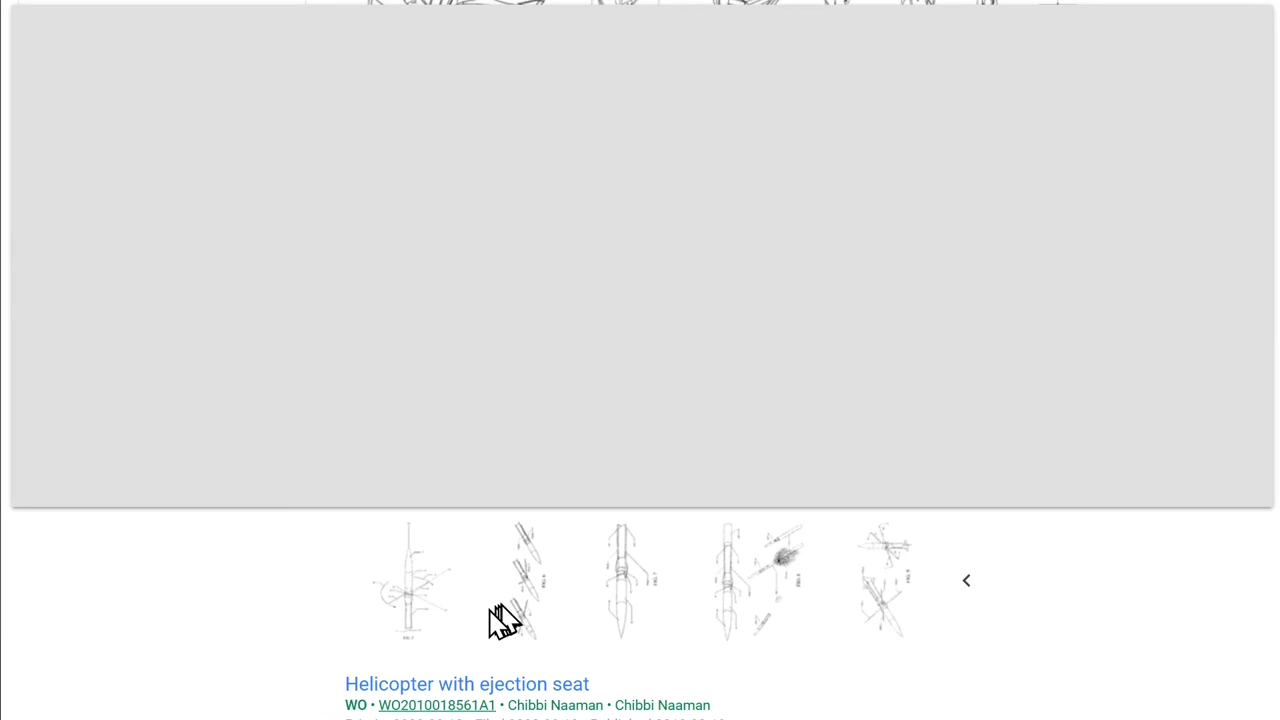 Helicopter with ejection seat
WO • WO2010018561A1 • Chibbi Naaman • Chibbi Naaman